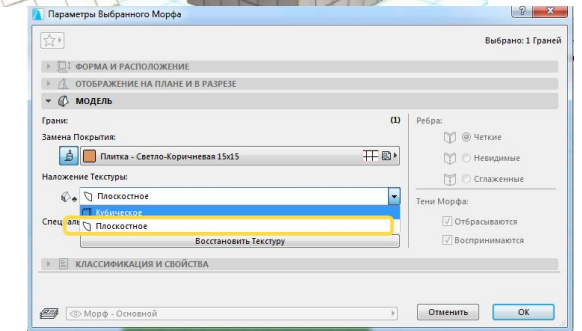 Параметры Выбранного Морфа
Выбрано: 1 Граней
ФОРМА И РАСПОЛОЖЕНИЕ
ОТОБРАЖЕНИЕ НА ПЛАНЕ И В РАЗРЕЗЕ
МОДЕЛЬ
Грани: (1)
Замена Покрытия:
Плитка - Светло-Коричневая 15x15
Наложение Текстуры:
Плоскостное
Кубическое
Плоскостное
Восстановить Текстуру
Ребра:
Четкие
Невидимые
Сглаженные
Тени Морфа:
Отбрасываются
Воспринимаются
КЛАССИФИКАЦИЯ И СВОЙСТВА
Морф - Основной
Отменить
ОК